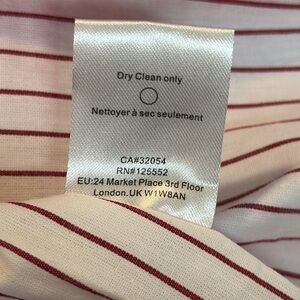 Dry Clean only
Nettoyer à sec seulement
CA#32054
RN#125552
EU:24 Market Place 3rd Floor
London.UK W1W8AN